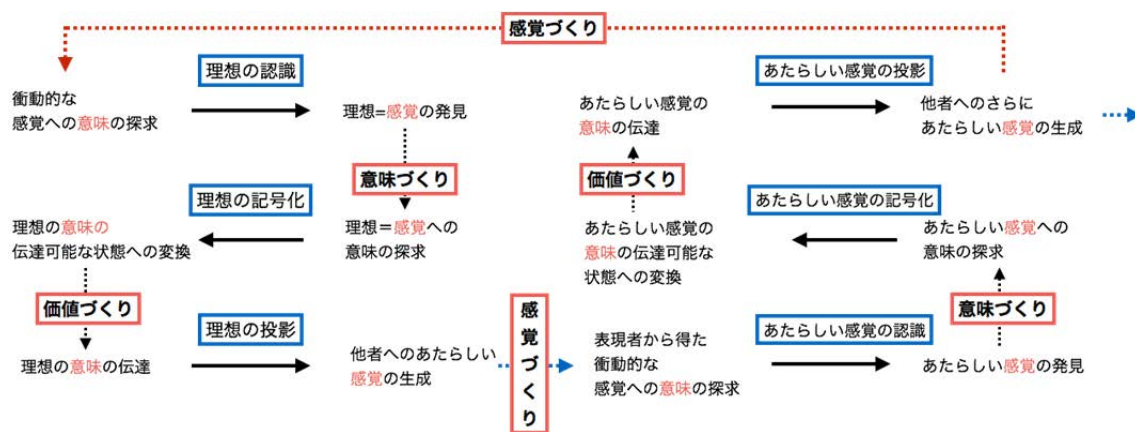 感覚づくり
理想の認識
衝動的な
感覚への意味の探求
理想=感覚の発見
意味づくり
理想の記号化
理想＝感覚への
意味の探求
理想の意味の
伝達可能な状態への変換
価値づくり
理想の投影
理想の意味の伝達
他者へのあたらしい
感覚の生成
感覚づくり
表現者から得た
衝動的な
感覚への意味の探求
あたらしい感覚の認識
あたらしい感覚の発見
意味づくり
あたらしい感覚への
意味の探求
あたらしい感覚の記号化
あたらしい感覚の
意味の伝達可能な
状態への変換
価値づくり
あたらしい感覚の
意味の伝達
あたらしい感覚の投影
他者へのさらに
あたらしい感覚の生成